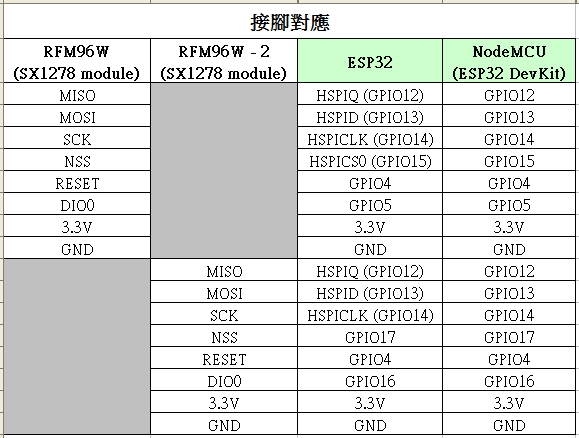 接腳對應
RFM96W (SX1278 module) RFM96W - 2 (SX1278 module) ESP32 NodeMCU (ESP32 DevKit)
MISO HSPIQ (GPIO12) GPIO12
MOSI HSPID (GPIO13) GPIO13
SCK HSPICLK (GPIO14) GPIO14
NSS HSPICS0 (GPIO15) GPIO15
RESET GPIO4 GPIO4
DIO0 GPIO5 GPIO5
3.3V 3.3V 3.3V
GND GND GND
MISO HSPIQ (GPIO12) GPIO12
MOSI HSPID (GPIO13) GPIO13
SCK HSPICLK (GPIO14) GPIO14
NSS GPIO17 GPIO17
RESET GPIO4 GPIO4
DIO0 GPIO16 GPIO16
3.3V 3.3V 3.3V
GND GND GND